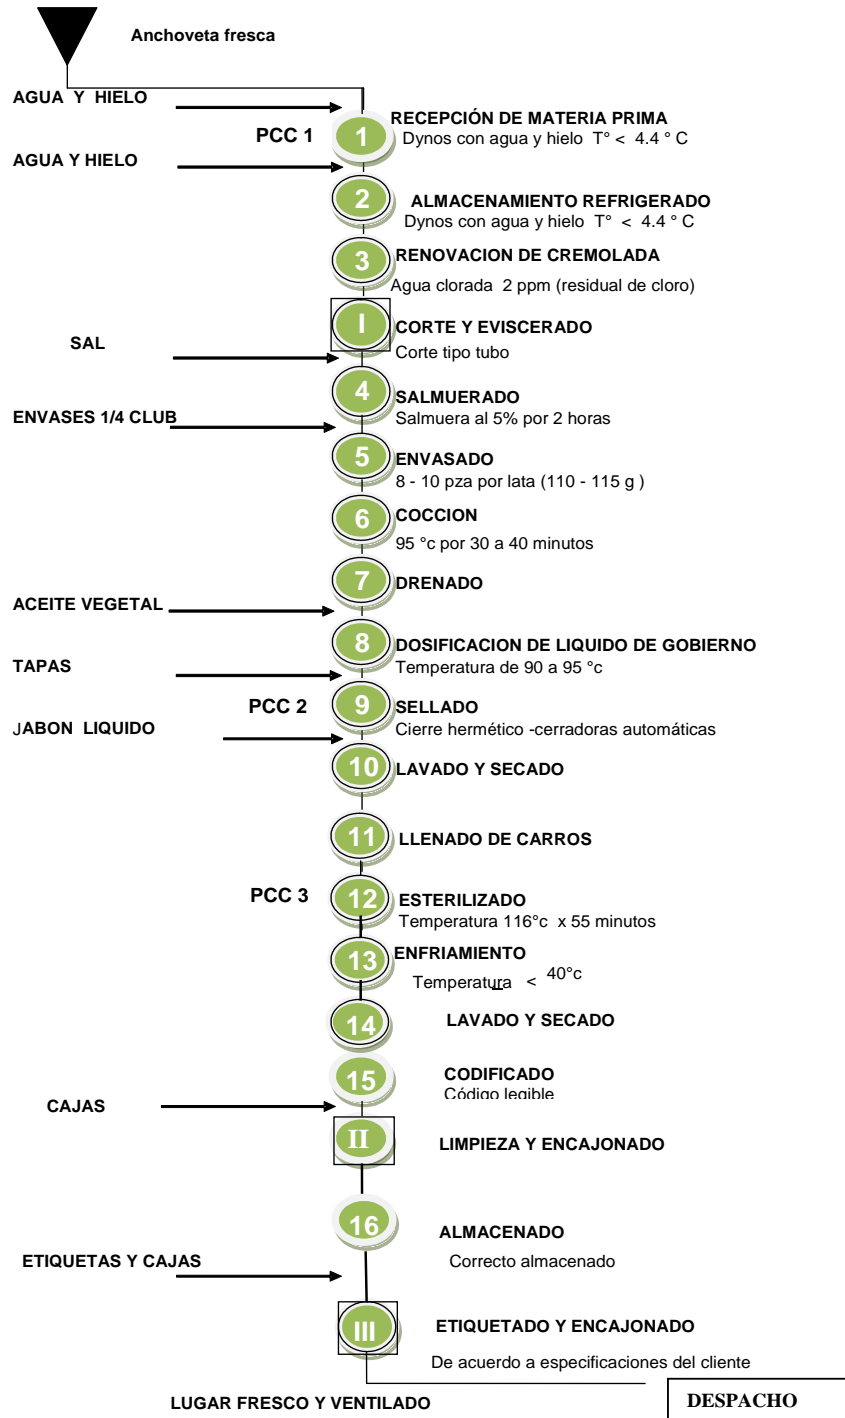 Anchoveta fresca
AGUA Y HIELO
RECEPCIÓN DE MATERIA PRIMA
PCC 1
1
Dynos con agua y hielo T° < 4.4 ° C
AGUA Y HIELO
2
ALMACENAMIENTO REFRIGERADO
Dynos con agua y hielo T° < 4.4 ° C
3
RENOVACION DE CREMOLADA
Agua clorada 2 ppm (residual de cloro)
I
CORTE Y EVISCERADO
SAL
Corte tipo tubo
4
SALMUERADO
ENVASES 1/4 CLUB
Salmuera al 5% por 2 horas
5
ENVASADO
8 - 10 pza por lata (110 - 115 g )
6
COCCION
95 °c por 30 a 40 minutos
7
DRENADO
ACEITE VEGETAL
8
DOSIFICACION DE LIQUIDO DE GOBIERNO
TAPAS
Temperatura de 90 a 95 °c
PCC 2
9
SELLADO
JABON LIQUIDO
Cierre hermético -cerradoras automáticas
10
LAVADO Y SECADO
11
LLENADO DE CARROS
PCC 3
12
ESTERILIZADO
Temperatura 116°c x 55 minutos
13
ENFRIAMIENTO
Temperatura < 40°c
14
LAVADO Y SECADO
15
CODIFICADO
Código legible
CAJAS
II
LIMPIEZA Y ENCAJONADO
16
ALMACENADO
ETIQUETAS Y CAJAS
Correcto almacenado
III
ETIQUETADO Y ENCAJONADO
De acuerdo a especificaciones del cliente
LUGAR FRESCO Y VENTILADO
DESPACHO